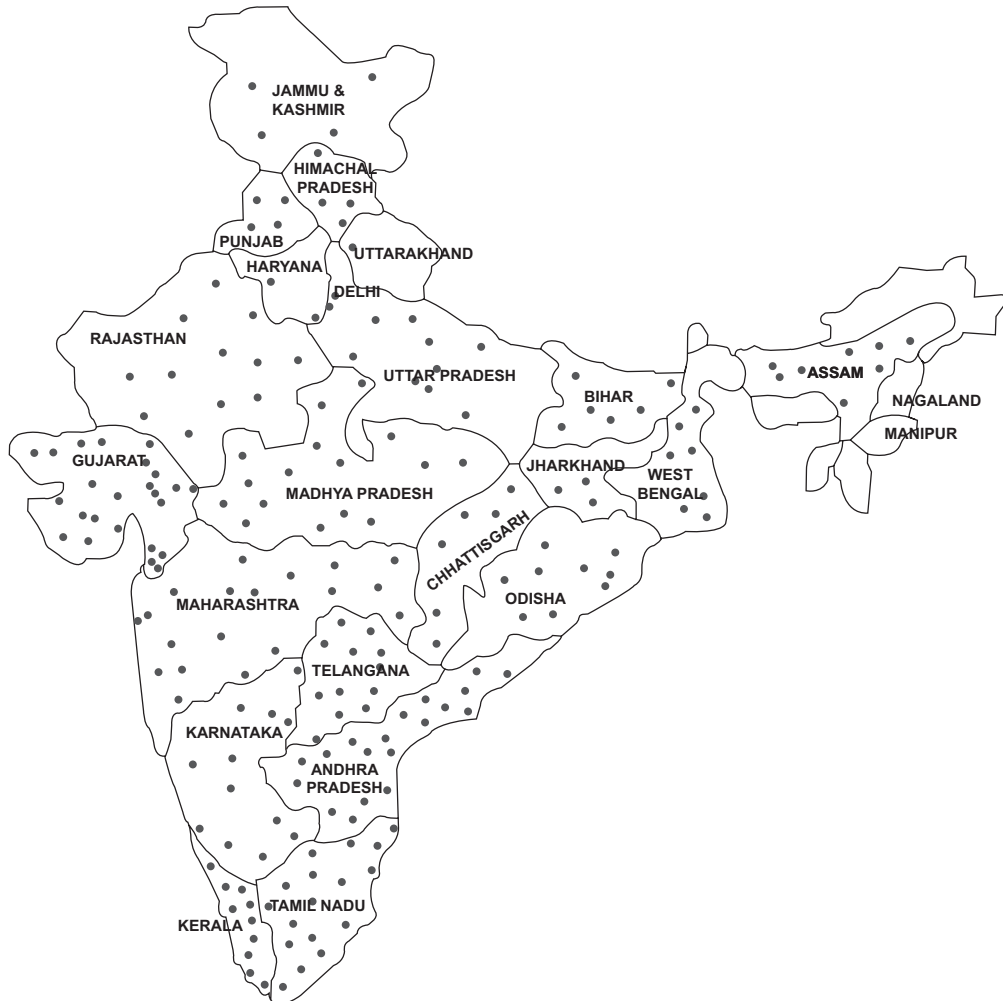 JAMMU &
KASHMIR
HIMACHAL
PRADESH
PUNJAB
UTTARAKHAND
HARYANA
DELHI
RAJASTHAN
UTTAR PRADESH
ASSAM
BIHAR
NAGALAND
MANIPUR
GUJARAT
JHARKHAND
WEST
BENGAL
MADHYA PRADESH
CHHATTISGARH
MAHARASHTRA
ODISHA
TELANGANA
KARNATAKA
ANDHRA
PRADESH
TAMIL NADU
KERALA